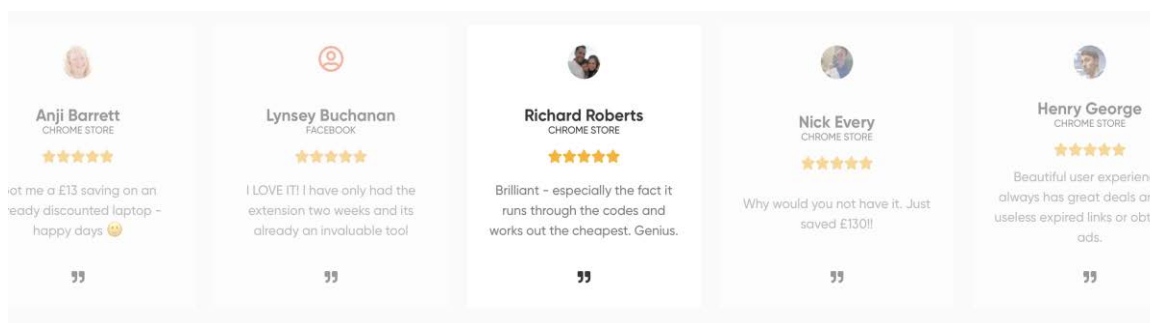 Anji Barrett
CHROME STORE
ot me a £13 saving on an
eady discounted laptop -
happy days
Lynsey Buchanan
FACEBOOK
I LOVE IT! I have only had the
extension two weeks and its
already an invaluable tool
Richard Roberts
CHROME STORE
Brilliant - especially the fact it
runs through the codes and
works out the cheapest. Genius.
Nick Every
CHROME STORE
Why would you not have it. Just
saved £130!!
Henry George
CHROME STORE
Beautiful user experien
always has great deals a
useless expired links or obt
ads.